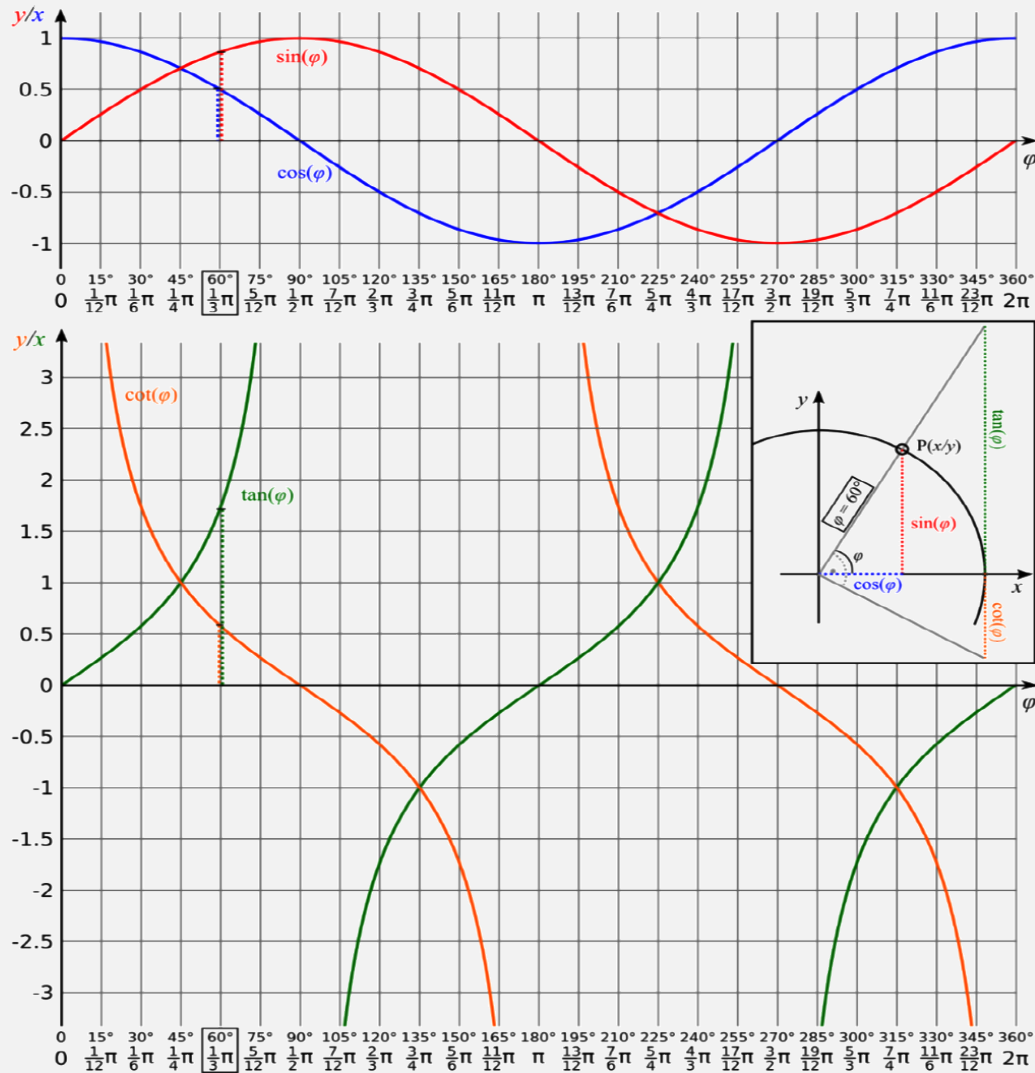 y/x
1
sin(φ)
0.5
0
φ
cos(φ)
-0.5
-1
0 15° 30° 45° 60° 75° 90° 105° 120° 135° 150° 165° 180° 195° 210° 225° 240° 255° 270° 285° 300° 315° 330° 345° 360°
0 1/12π 1/6π 1/4π 1/3π 5/12π 1/2π 7/12π 2/3π 3/4π 5/6π 11/12π π 13/12π 7/6π 5/4π 4/3π 17/12π 3/2π 19/12π 5/3π 7/4π 11/6π 23/12π 2π
y/x
3
cot(φ)
2.5
2
tan(φ)
1.5
1
0.5
0
φ
-0.5
-1
-1.5
-2
-2.5
-3
y
P(x/y)
tan(φ)
φ = 60°
sin(φ)
φ
cos(φ)
x
cot(φ)
0 15° 30° 45° 60° 75° 90° 105° 120° 135° 150° 165° 180° 195° 210° 225° 240° 255° 270° 285° 300° 315° 330° 345° 360°
0 1/12π 1/6π 1/4π 1/3π 5/12π 1/2π 7/12π 2/3π 3/4π 5/6π 11/12π π 13/12π 7/6π 5/4π 4/3π 17/12π 3/2π 19/12π 5/3π 7/4π 11/6π 23/12π 2π